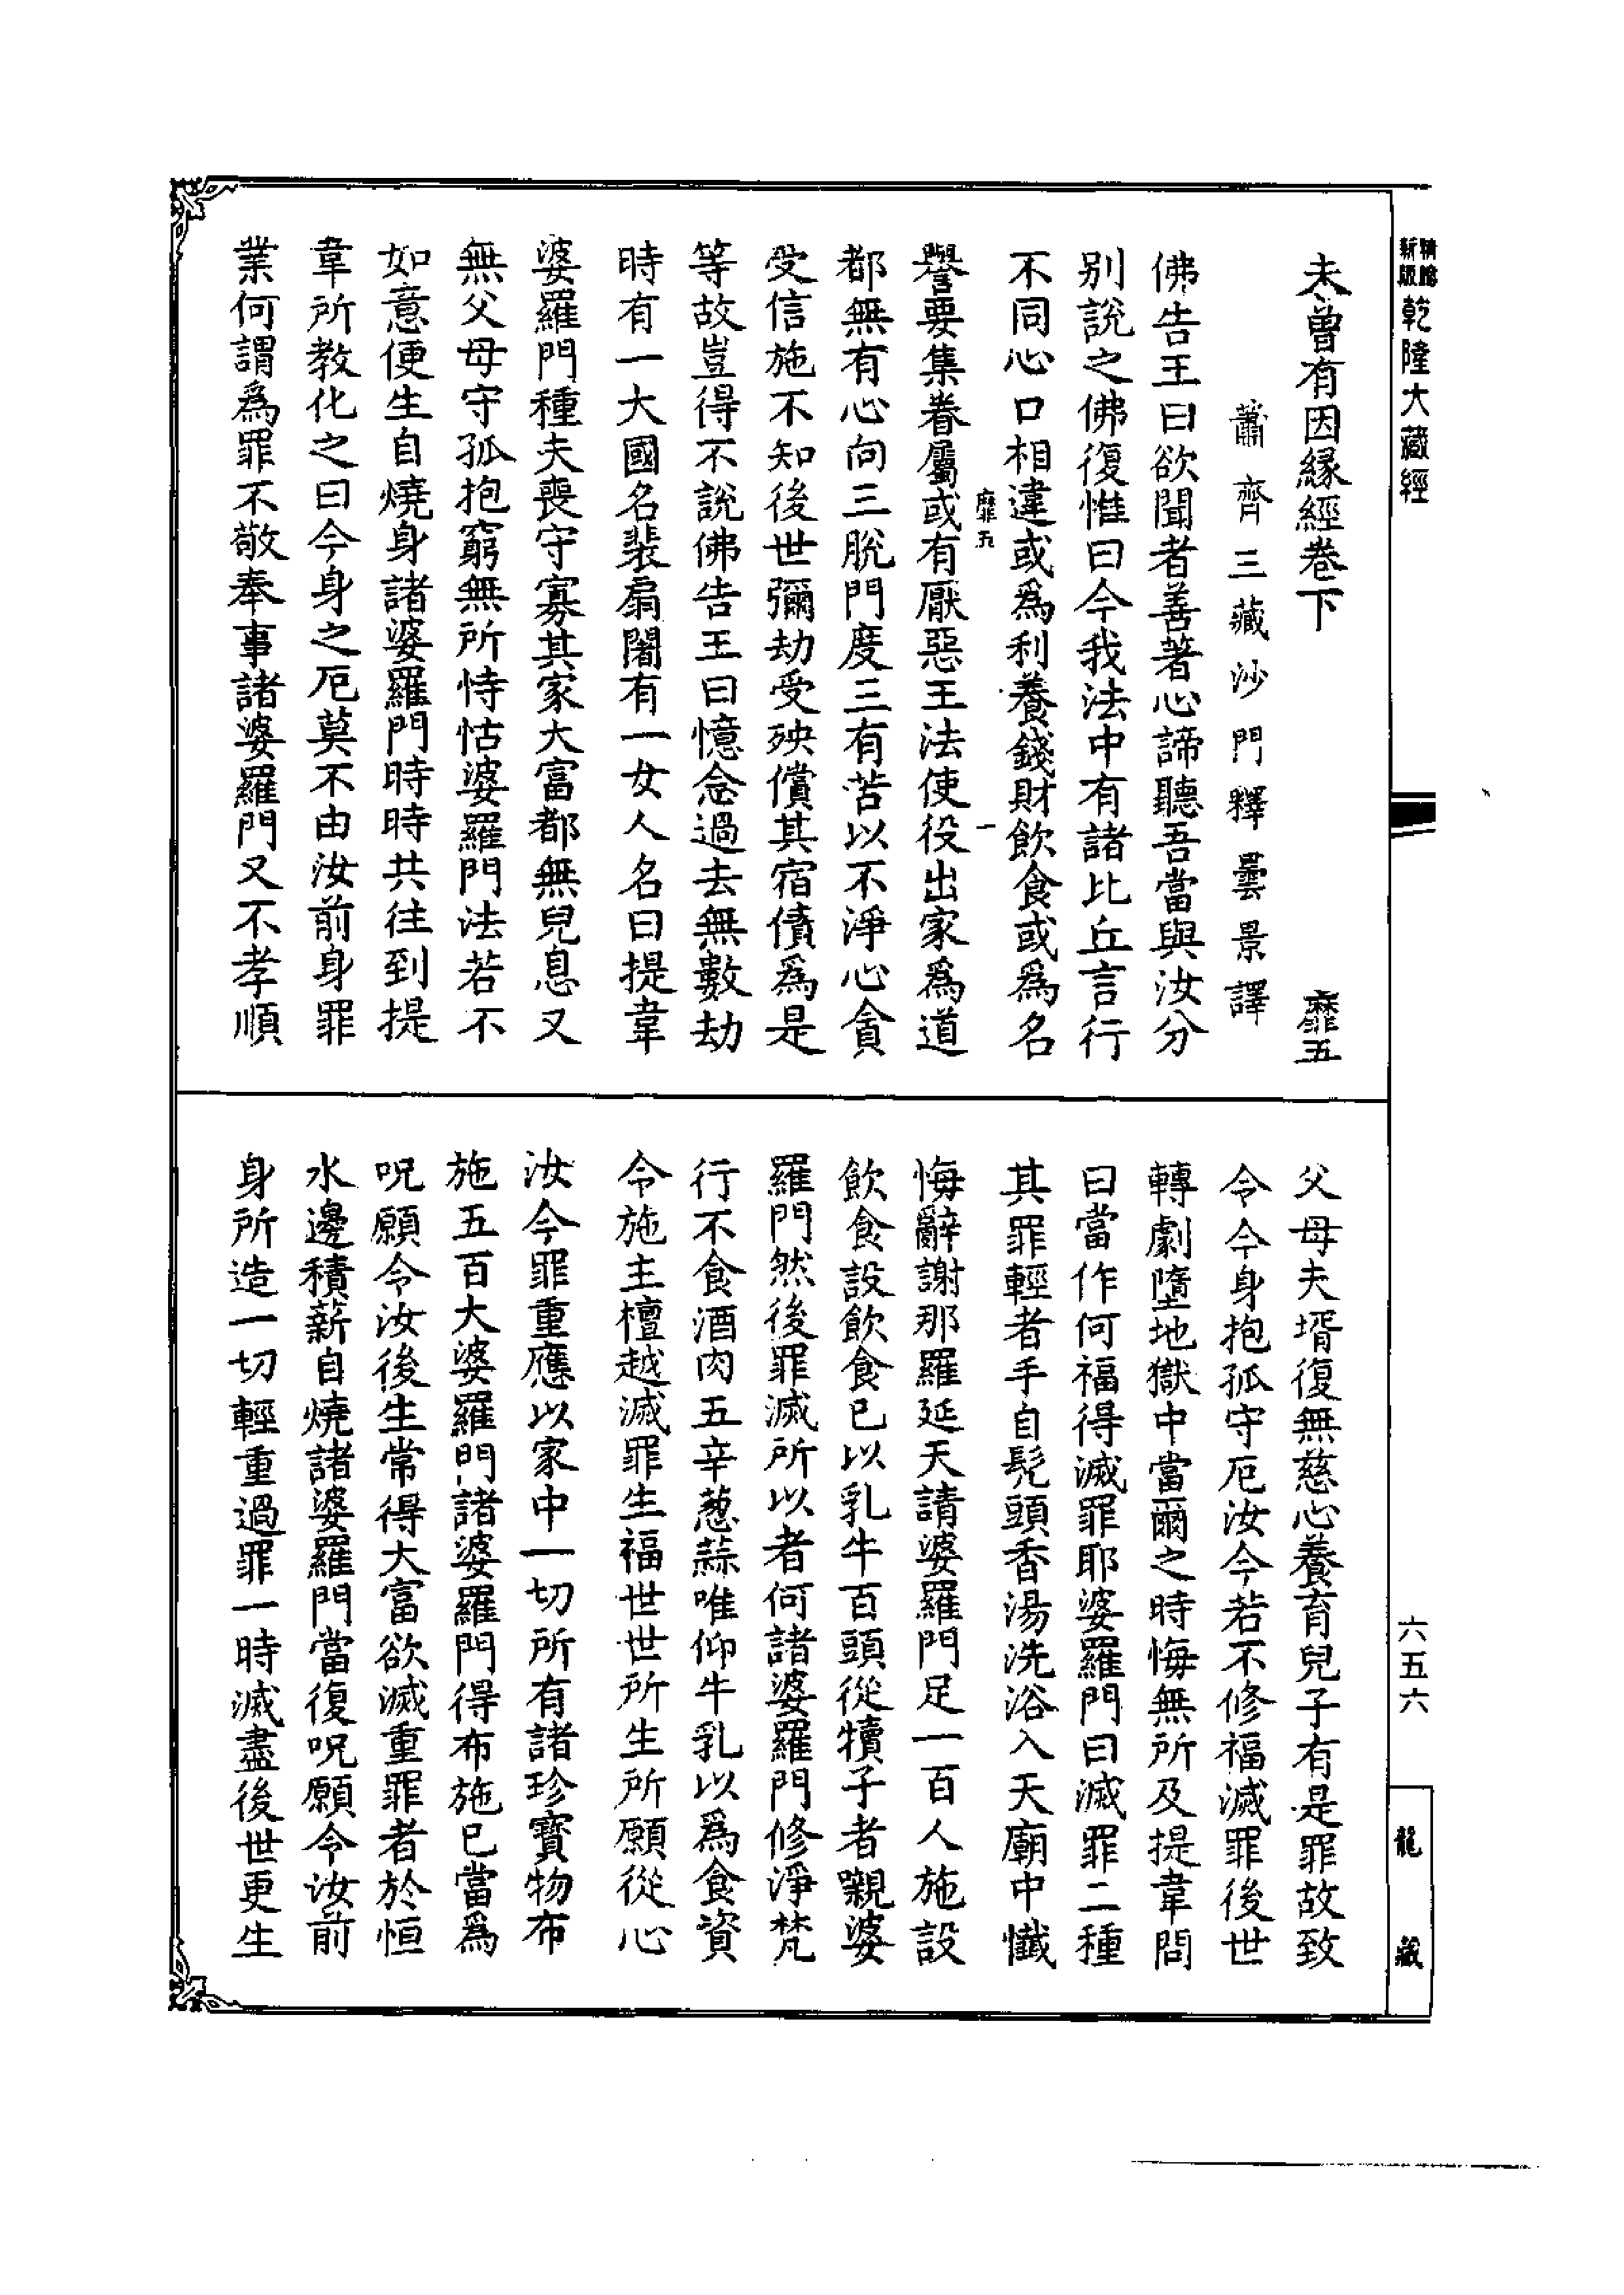 新版精縮乾隆大藏經
未曾有因緣經卷下
靡五
蕭齊三藏沙門釋曇景譯
佛告王曰欲聞者善著心諦聽吾當與汝分
別說之佛復惟曰今我法中有諸比丘言行
不同心口相違或爲利養錢財飲食或爲名
靡五
一
譽要集眷屬或有厭惡王法使役出家爲道
都無有心向三脫門度三有苦以不淨心貪
受信施不知後世彌劫受殃償其宿債爲是
等故豈得不說佛告王曰憶念過去無數劫
時有一大國名裴扇闍有一女人名曰提韋
婆羅門種夫喪守寡其家大富都無兒息又
無父母守孤抱窮無所恃怙婆羅門法若不
如意便生自燒身諸婆羅門時時共往到提
韋所教化之曰今身之厄莫不由汝前身罪
業何謂爲罪不敬奉事諸婆羅門又不孝順
父母夫壻復無慈心養育兒子有是罪故致
令今身抱孤守厄汝今若不修福滅罪後世
轉劇墮地獄中當爾之時悔無所及提韋問
曰當作何福得滅罪耶婆羅門曰滅罪二種
其罪輕者手自髡頭香湯洗浴入天廟中懺
悔辭謝那羅延天請婆羅門足一百人施設
飲食設飲食已以乳牛百頭從犢子者嚫婆
羅門然後罪滅所以者何諸婆羅門修淨梵
行不食酒肉五辛蔥蒜唯仰牛乳以爲食資
令施主檀越滅罪生福世世所生所願從心
汝今罪重應以家中一切所有諸珍寶物布
施五百大婆羅門諸婆羅門得布施已當爲
呪願令汝後生常得大富欲滅重罪者於恒
水邊積薪自燒諸婆羅門當復呪願令汝前
身所造一切輕重過罪一時滅盡後世更生
六五六
龍藏